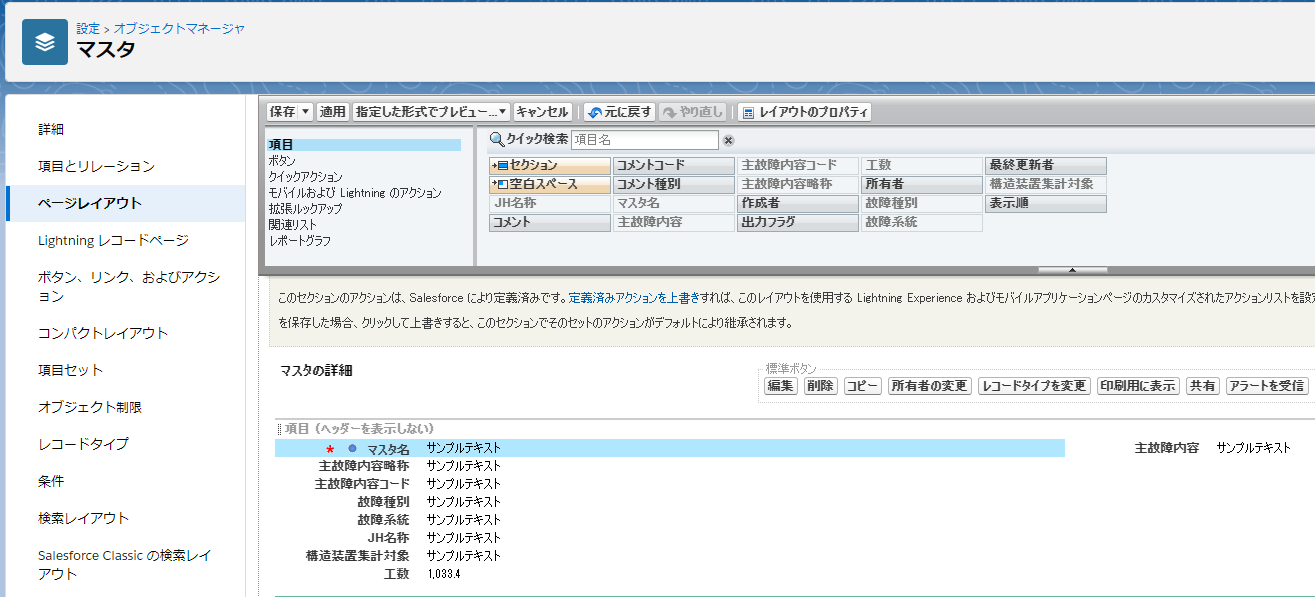 設定 > オブジェクトマネージャ
マスタ
詳細
項目とリレーション
ページレイアウト
Lightning レコードページ
ボタン、リンク、およびアクシ
ョン
コンパクトレイアウト
項目セット
オブジェクト制限
レコードタイプ
条件
検索レイアウト
Salesforce Classic の検索レイ
アウト
保存 適用 指定した形式でプレビュー... キャンセル 元に戻す やり直し レイアウトのプロパティ
項目
ボタン
クイックアクション
モバイルおよび Lightning のアクション
拡張ルックアップ
関連リスト
レポートグラフ
クイック検索 項目名
セクション コメントコード 主故障内容コード 工数 最終更新者
空白スペース コメント種別 主故障内容略称 所有者 構造装置集計対象
JH名称 マスタ名 作成者 故障種別 表示順
コメント 主故障内容 出力フラグ 故障系統
このセクションのアクションは、Salesforce により定義済みです。定義済みアクションを上書きすれば、このレイアウトを使用する Lightning Experience およびモバイルアプリケーションページのカスタマイズされたアクションリストを設定
を保存した場合、クリックして上書きすると、このセクションでそのセットのアクションがデフォルトにより継承されます。
マスタの詳細
標準ボタン
編集 削除 コピー 所有者の変更 レコードタイプを変更 印刷用に表示 共有 アラートを受信
項目 (ヘッダーを表示しない)
* マスタ名 サンプルテキスト 主故障内容 サンプルテキスト
主故障内容略称 サンプルテキスト
主故障内容コード サンプルテキスト
故障種別 サンプルテキスト
故障系統 サンプルテキスト
JH名称 サンプルテキスト
構造装置集計対象 サンプルテキスト
工数 1,033.4